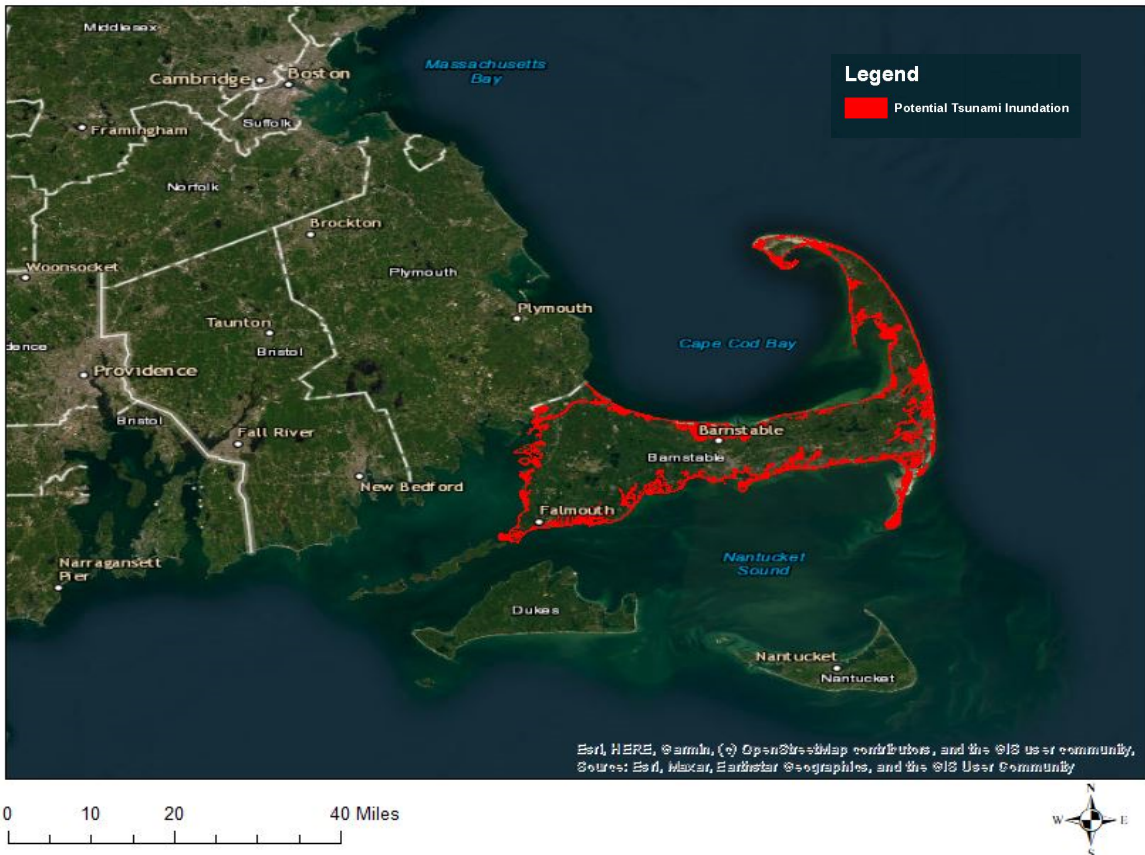 Middlesex
Cambridge
Boston
Massachusetts
Bay
Legend
Potential Tsunami Inundation
Framingham
Suffolk
Norfolk
Brockton
Woonsocket
Plymouth
Plymouth
Taunton
Bristol
dence
Cape Cod Bay
Providence
Bristol
Fall River
Barnstable
Barnstable
New Bedford
Falmouth
Narragansett
Pier
Nantucket
Sound
Dukes
Nantucket
Nantucket
Esri, HERE, Garmin, (c) OpenStreetMap contributors, and the GIS user community,
Source: Esri, Maxar, Earthstar Geographics, and the GIS User Community
0 10 20 40 Miles
N
W E
S